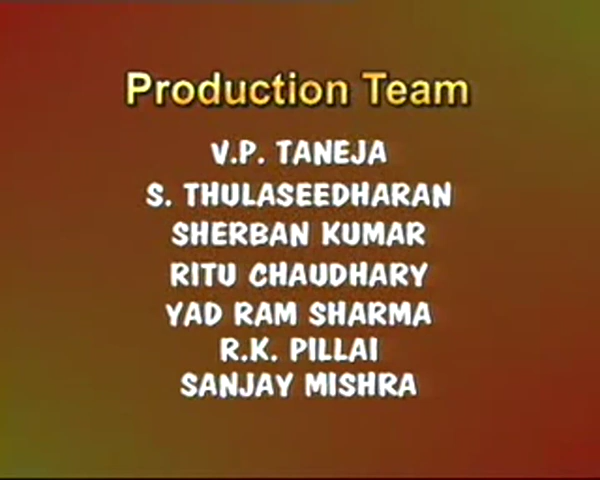 Production Team
V.P. TANEJA
S. THULASEEDHARAN
SHERBAN KUMAR
RITU CHAUDHARY
YAD RAM SHARMA
R.K. PILLAI
SANJAY MISHRA